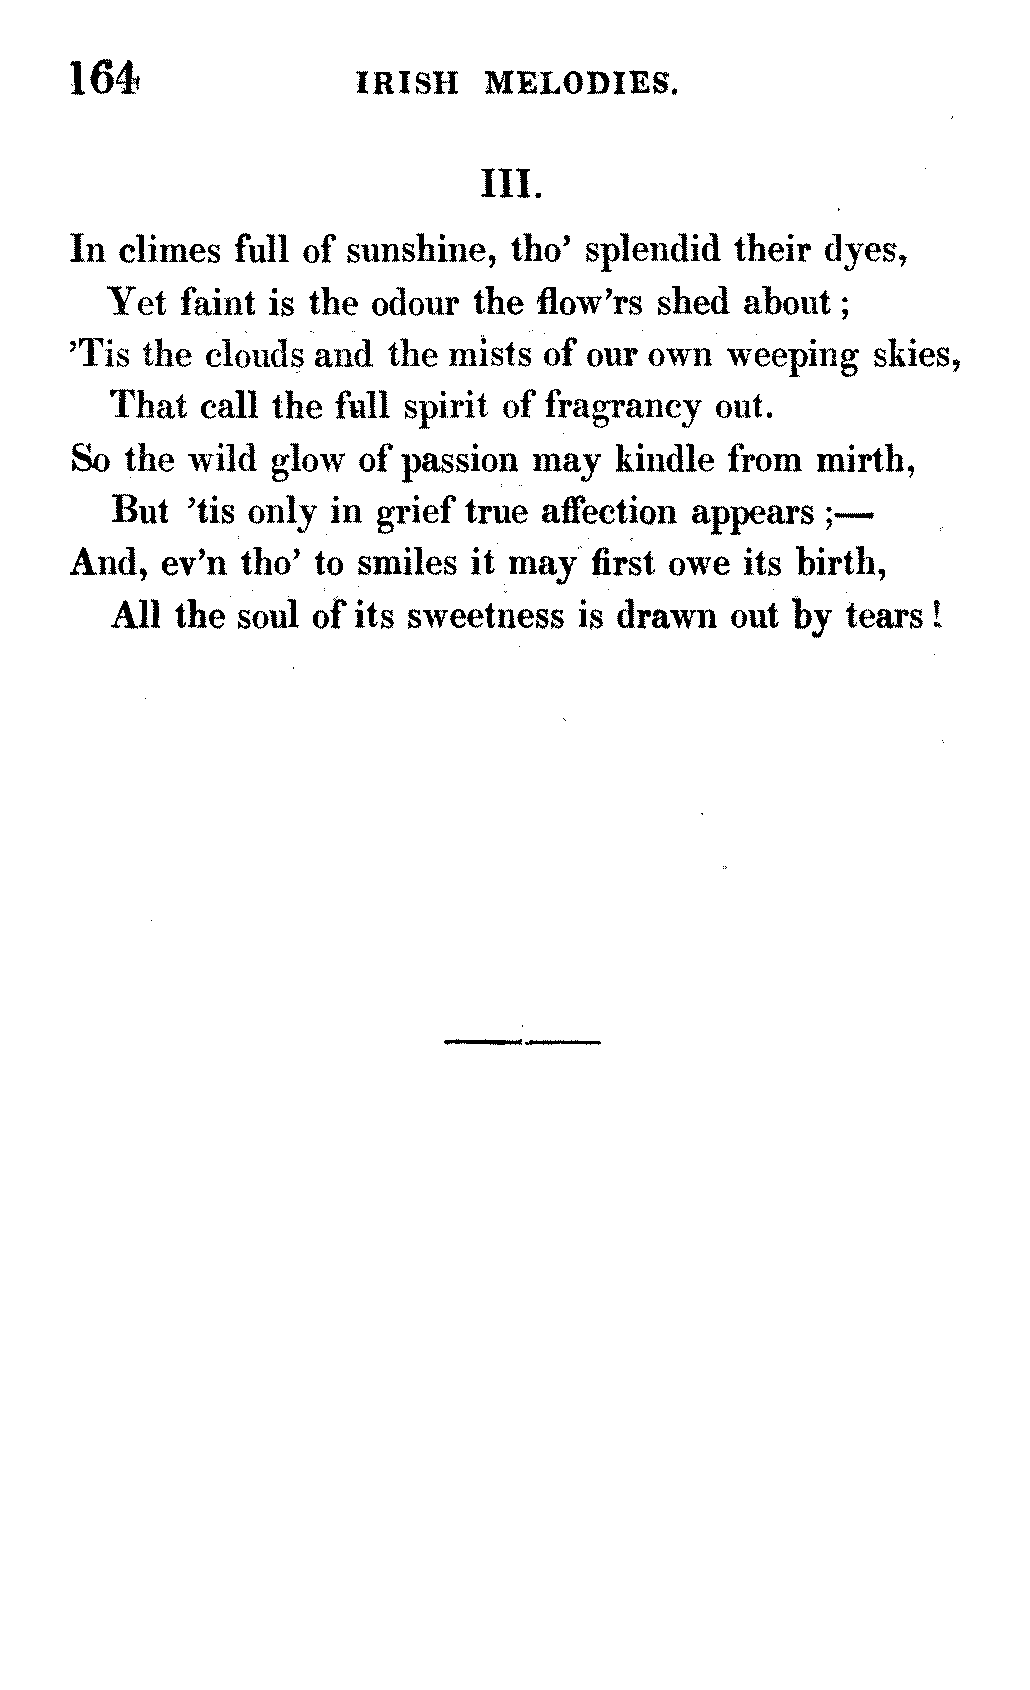 164 IRISH MELODIES.
III.
In climes full of sunshine, tho' splendid their dyes,
Yet faint is the odour the flow'rs shed about ;
'Tis the clouds and the mists of our own weeping skies,
That call the full spirit of fragrancy out.
So the wild glow of passion may kindle from mirth,
But 'tis only in grief true affection appears ;—
And, ev'n tho' to smiles it may first owe its birth,
All the soul of its sweetness is drawn out by tears !